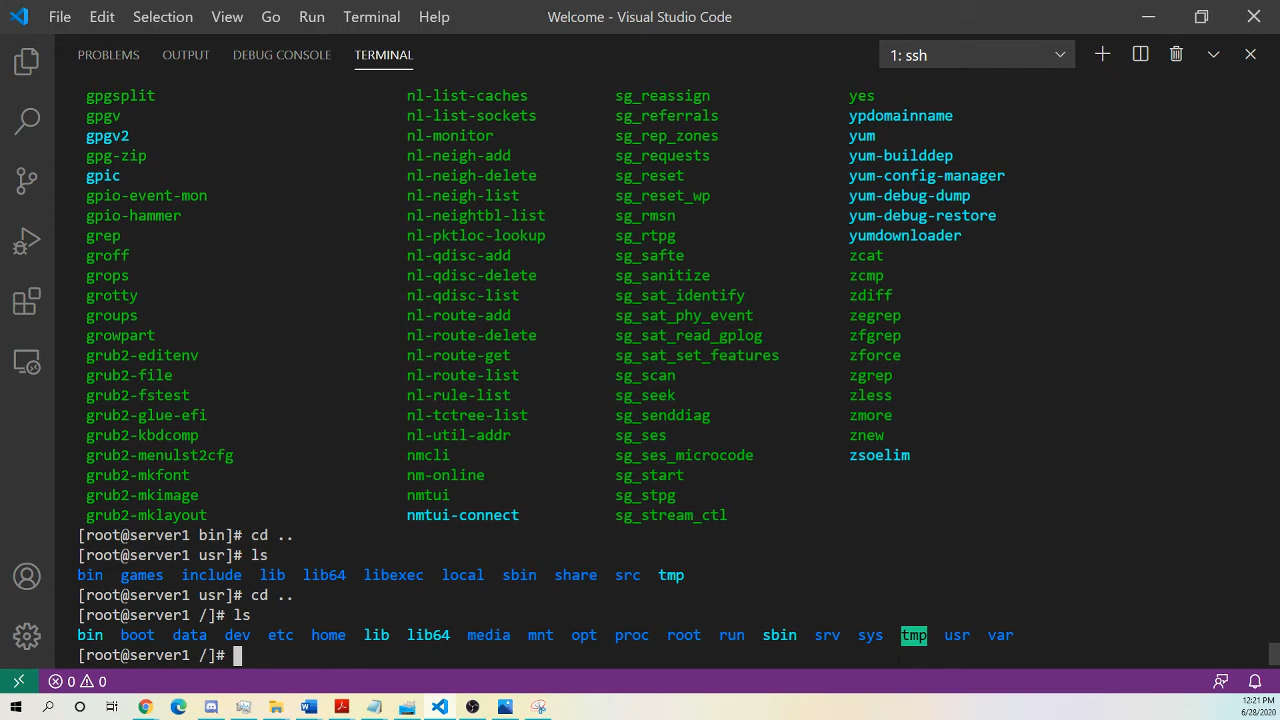 File Edit Selection View Go Run Terminal Help Welcome - Visual Studio Code
PROBLEMS OUTPUT DEBUG CONSOLE TERMINAL 1: ssh
gpgsplit nl-list-caches sg_reassign yes
gpgv nl-list-sockets sg_referrals ypdomainname
gpgv2 nl-monitor sg_rep_zones yum
gpg-zip nl-neigh-add sg_requests yum-builddep
gpic nl-neigh-delete sg_reset yum-config-manager
gpio-event-mon nl-neigh-list sg_reset_wp yum-debug-dump
gpio-hammer nl-neightbl-list sg_rmsn yum-debug-restore
grep nl-pktloc-lookup sg_rtpg yumdownloader
groff nl-qdisc-add sg_safte zcat
grops nl-qdisc-delete sg_sanitize zcmp
grotty nl-qdisc-list sg_sat_identify zdiff
groups nl-route-add sg_sat_phy_event zegrep
growpart nl-route-delete sg_sat_read_gplog zfgrep
grub2-editenv nl-route-get sg_sat_set_features zforce
grub2-file nl-route-list sg_scan zgrep
grub2-fstest nl-rule-list sg_seek zless
grub2-glue-efi nl-tctree-list sg_senddiag zmore
grub2-kbdcomp nl-util-addr sg_ses znew
grub2-menulst2cfg nmcli sg_ses_microcode zsoelim
grub2-mkfont nm-online sg_start
grub2-mkimage nmtui sg_stpg
grub2-mklayout nmtui-connect sg_stream_ctl
[root@server1 bin]# cd ..
[root@server1 usr]# ls
bin games include lib lib64 libexec local sbin share src tmp
[root@server1 usr]# cd ..
[root@server1 /]# ls
bin boot data dev etc home lib lib64 media mnt opt proc root run sbin srv sys tmp usr var
[root@server1 /]#
0 0
12:21 PM
6/28/2020